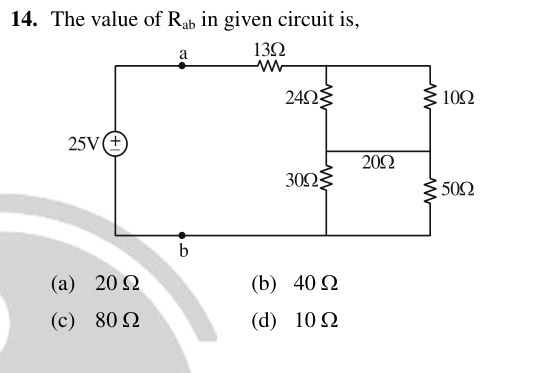 14. The value of Rab in given circuit is,
a 13Ω
24Ω 10Ω
25V + −
20Ω
30Ω 50Ω
b
(a) 20 Ω (b) 40 Ω
(c) 80 Ω (d) 10 Ω